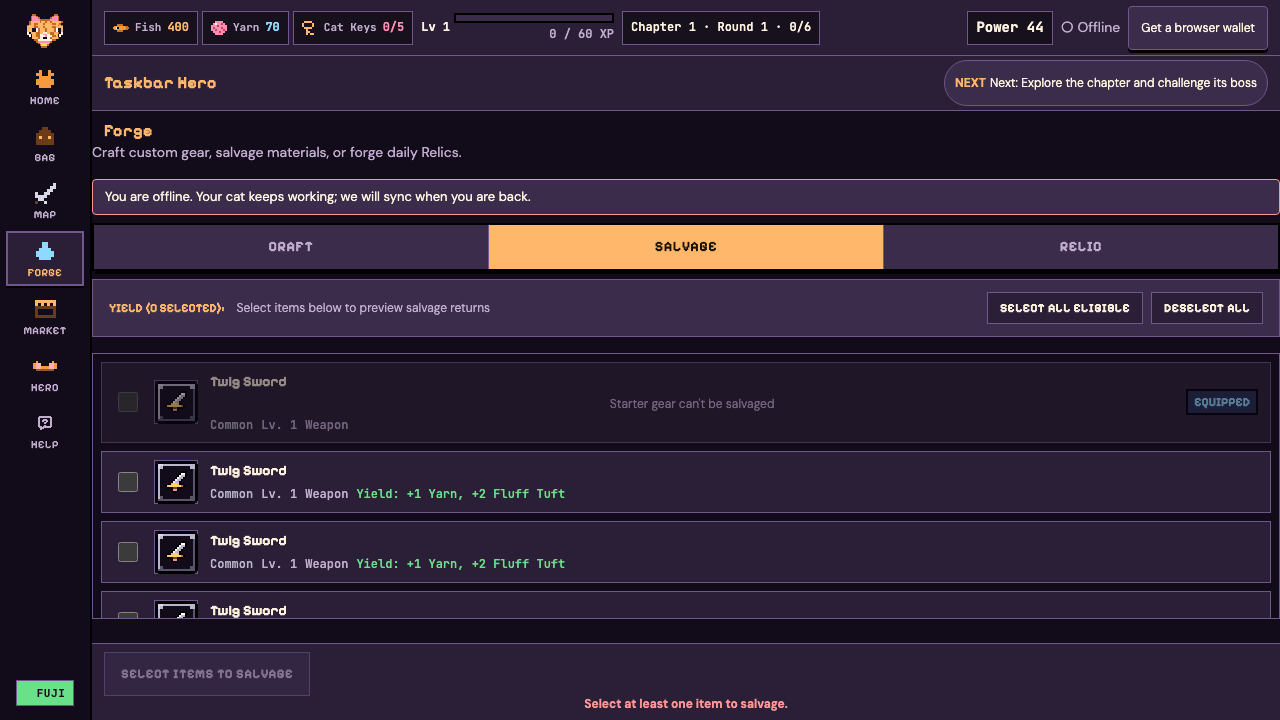 Fish 400
Yarn 70
Cat Keys 0/5
Lv 1
0 / 60 XP
Chapter 1 · Round 1 · 0/6
Power 44
Offline
Get a browser wallet
HOME
BAG
MAP
FORGE
MARKET
HERO
HELP
FUJI
Taskbar Hero
NEXT Next: Explore the chapter and challenge its boss
Forge
Craft custom gear, salvage materials, or forge daily Relics.
You are offline. Your cat keeps working; we will sync when you are back.
CRAFT
SALVAGE
RELIC
YIELD (0 SELECTED):
Select items below to preview salvage returns
SELECT ALL ELIGIBLE
DESELECT ALL
Twig Sword
Common Lv. 1 Weapon
Starter gear can't be salvaged
EQUIPPED
Twig Sword
Common Lv. 1 Weapon Yield: +1 Yarn, +2 Fluff Tuft
Twig Sword
Common Lv. 1 Weapon Yield: +1 Yarn, +2 Fluff Tuft
Twig Sword
SELECT ITEMS TO SALVAGE
Select at least one item to salvage.